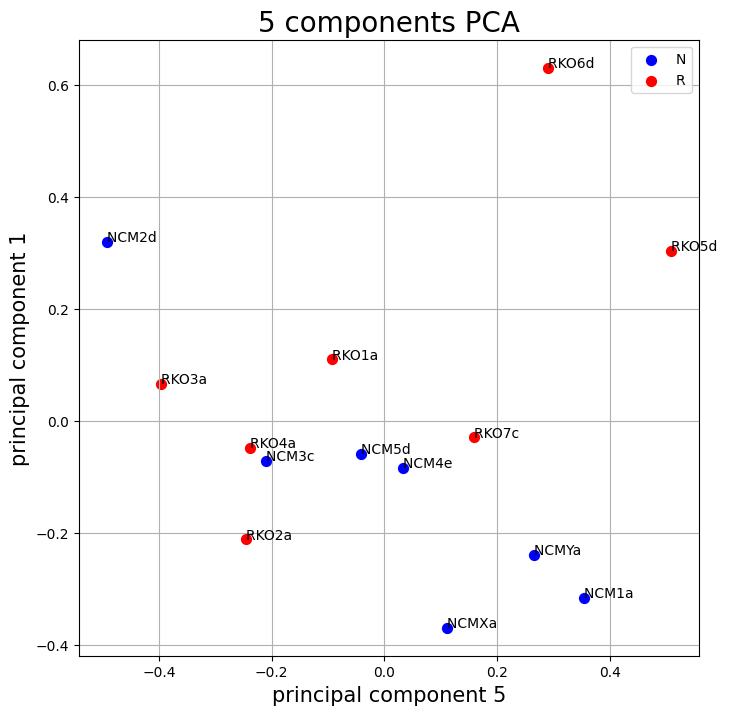 5 components PCA
N
R
RKO6d
NCM2d
RKO5d
RKO1a
RKO3a
RKO7c
RKO4a
NCM3c
NCM5d
NCM4e
RKO2a
NCMYa
NCM1a
NCMXa
0.6
0.4
0.2
0.0
−0.2
−0.4
principal component 1
−0.4
−0.2
0.0
0.2
0.4
principal component 5